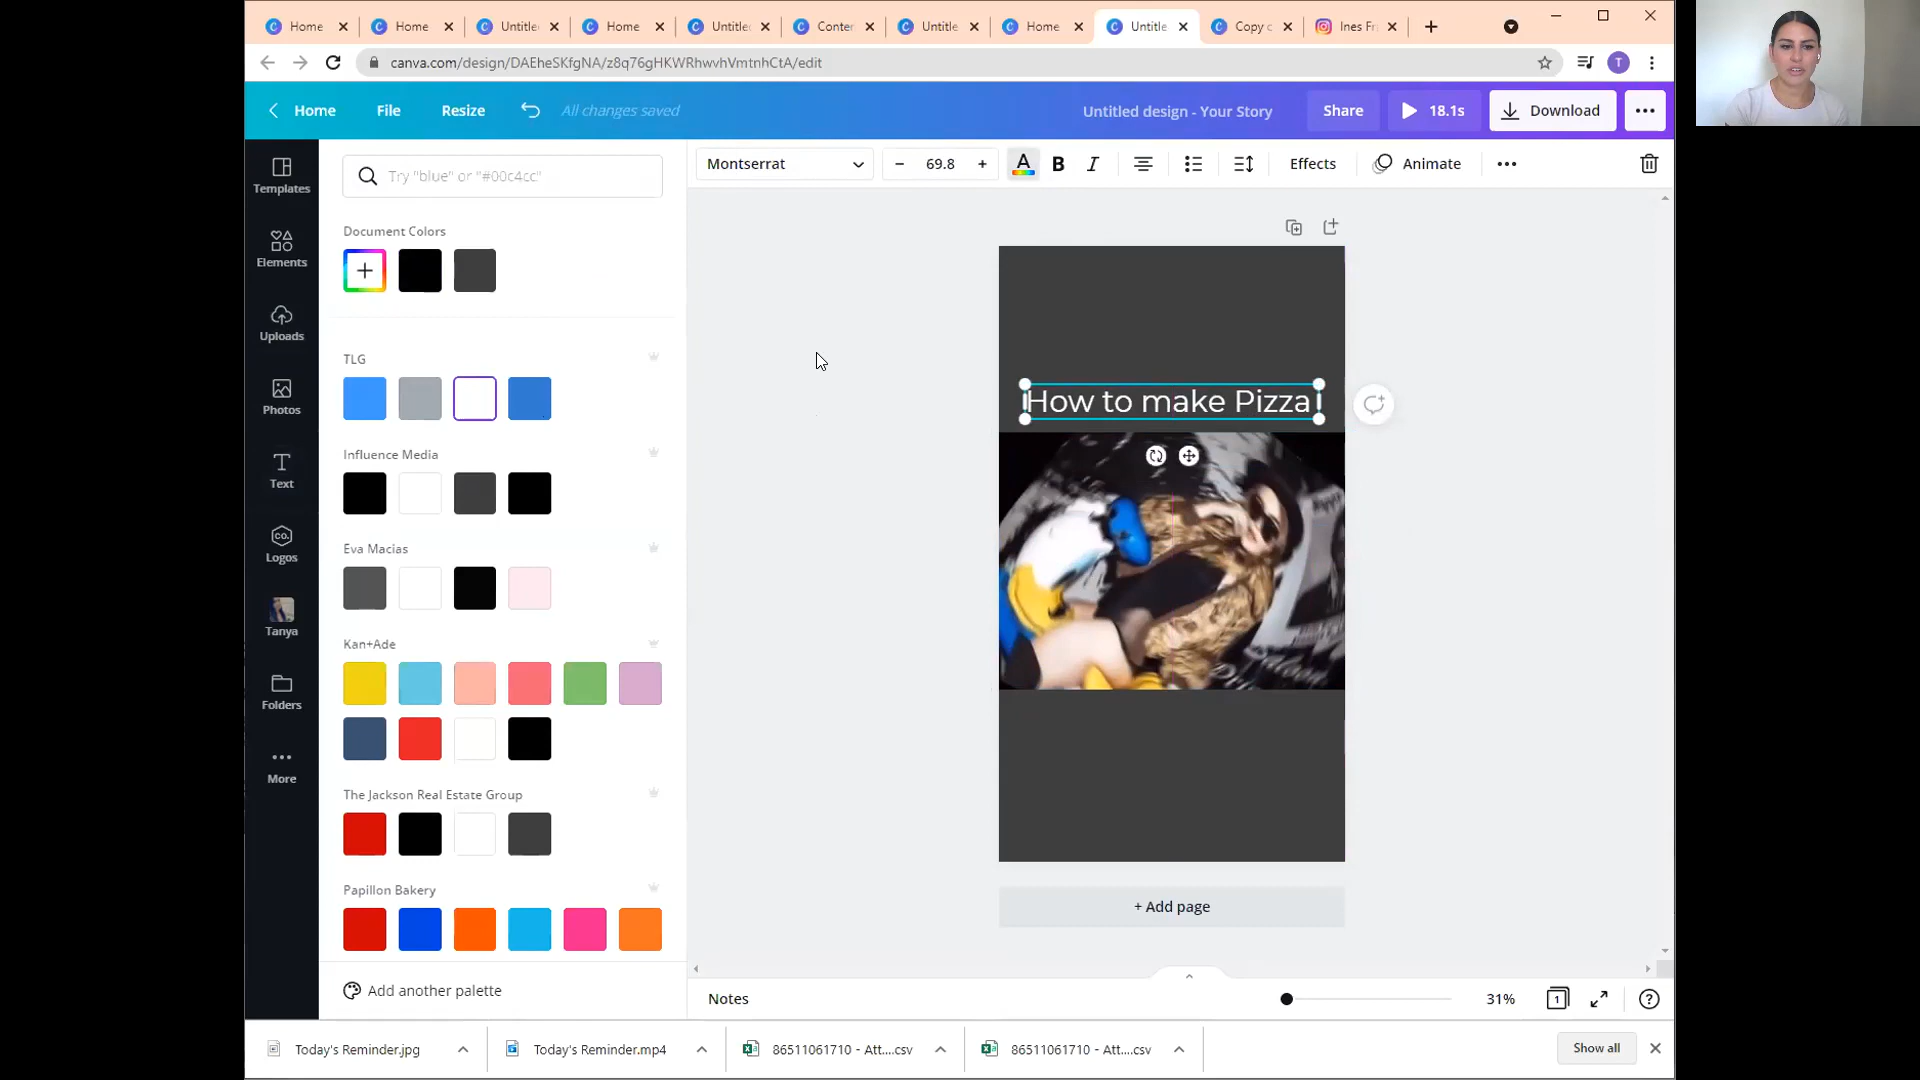 Home
Home
Untitle
Home
Untitle
Conter
Untitle
Home
Untitle
Copy c
Ines Fr
canva.com/design/DAEheSKfgNA/z8q76gHKWRhwvhVmtnhCtA/edit
T
Home
File
Resize
All changes saved
Untitled design - Your Story
Share
18.1s
Download
Templates
Elements
Uploads
Photos
Text
CO.
Logos
Tanya
Folders
More
Try "blue" or "#00c4cc"
Document Colors
TLG
Influence Media
Eva Macias
Kan+Ade
The Jackson Real Estate Group
Papillon Bakery
Add another palette
Montserrat
69.8
A
B
I
Effects
Animate
How to make Pizza
+ Add page
Notes
31%
1
?
Today's Reminder.jpg
Today's Reminder.mp4
86511061710 - Att....csv
86511061710 - Att....csv
Show all